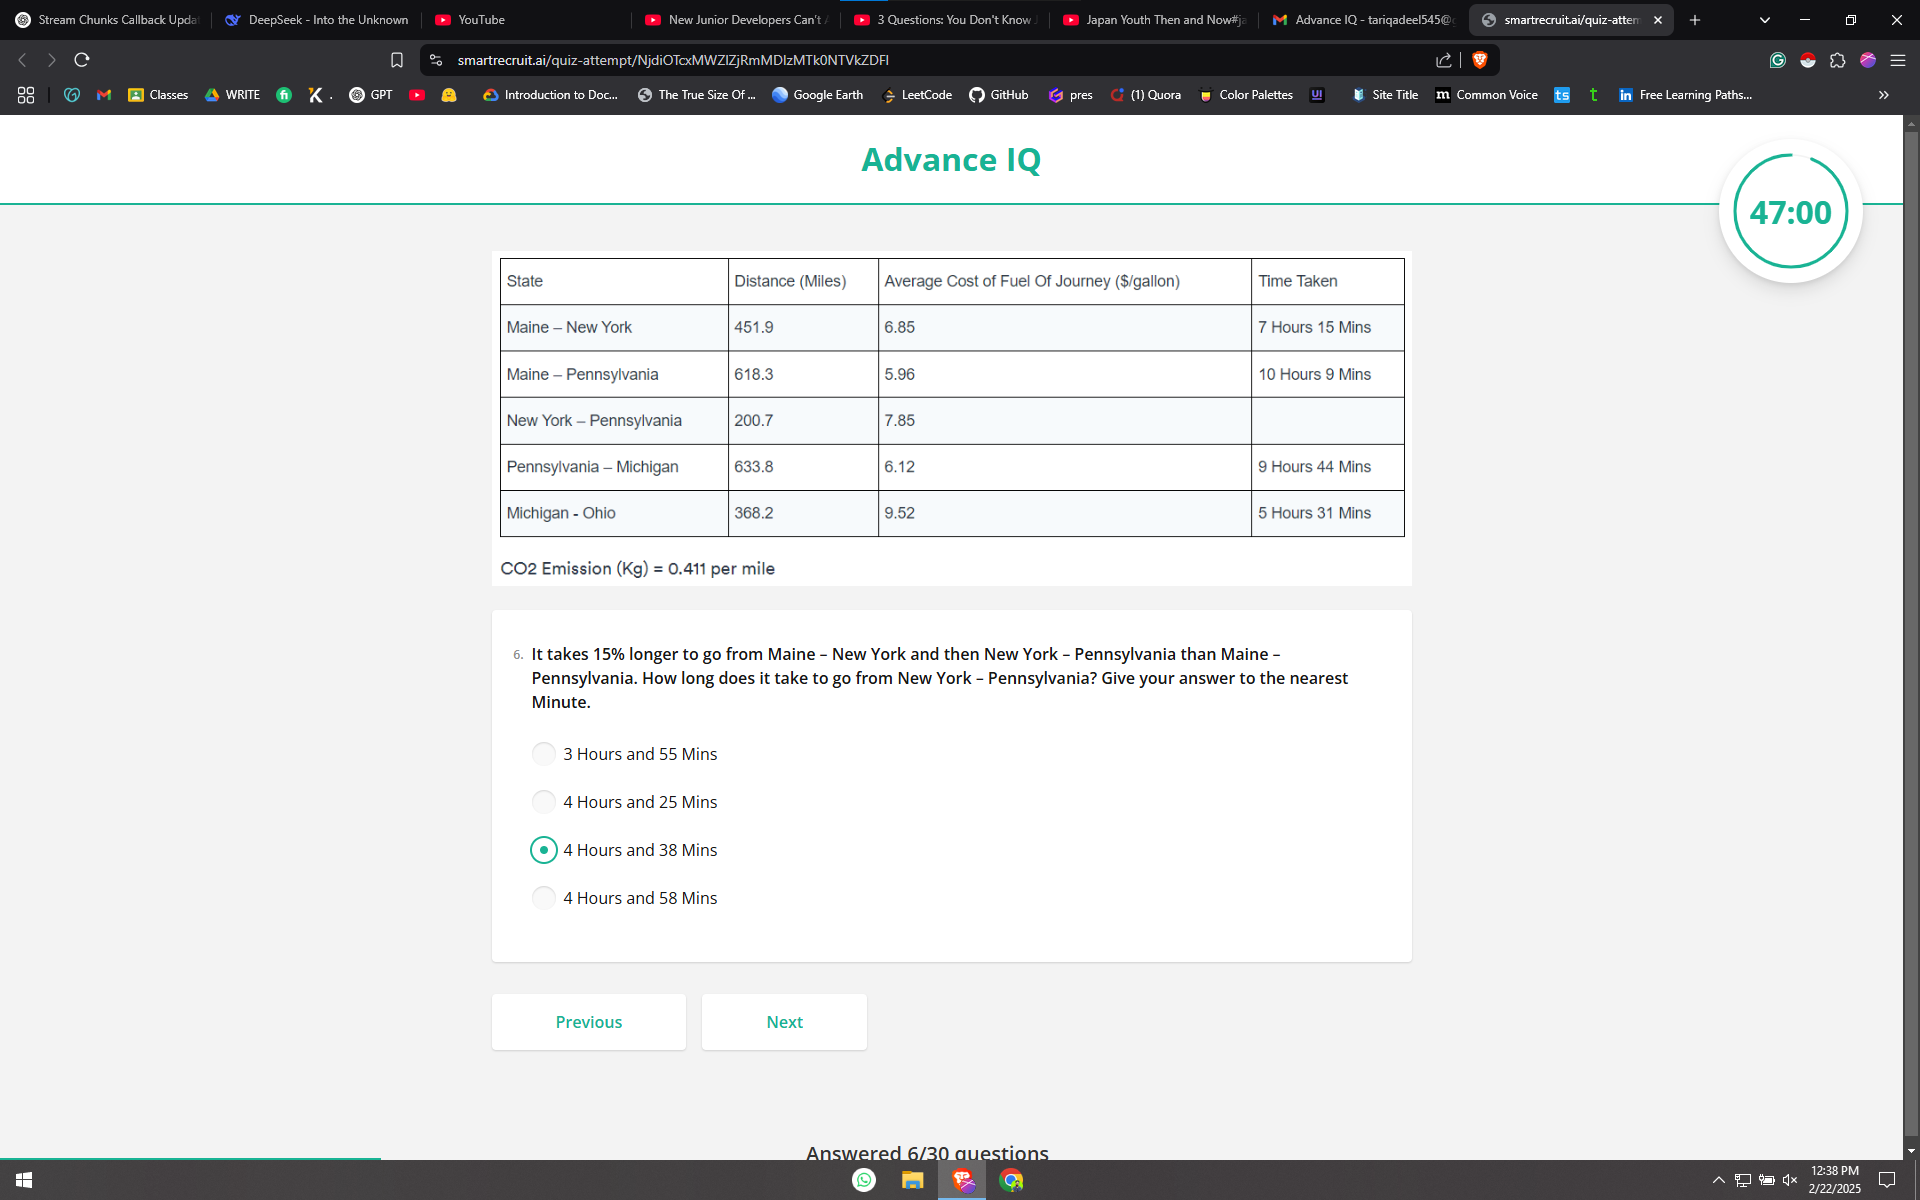 Stream Chunks Callback Upda
DeepSeek - Into the Unknown
YouTube
New Junior Developers Can't
3 Questions: You Don't Know
Japan Youth Then and Now#
Advance IQ - tariqadeel545@
smartrecruit.ai/quiz-attem
smartrecruit.ai/quiz-attempt/
Classes
WRITE
K .
GPT
Introduction to Doc...
The True Size Of ...
Google Earth
LeetCode
GitHub
pres
(1) Quora
Color Palettes
UI
Site Title
m Common Voice
ts
t
in Free Learning Paths...
Advance IQ
47:00
State Distance (Miles) Average Cost of Fuel Of Journey ($/gallon) Time Taken
Maine – New York 451.9 6.85 7 Hours 15 Mins
Maine – Pennsylvania 618.3 5.96 10 Hours 9 Mins
New York – Pennsylvania 200.7 7.85
Pennsylvania – Michigan 633.8 6.12 9 Hours 44 Mins
Michigan - Ohio 368.2 9.52 5 Hours 31 Mins
CO2 Emission (Kg) = 0.411 per mile
6. It takes 15% longer to go from Maine – New York and then New York – Pennsylvania than Maine –
Pennsylvania. How long does it take to go from New York – Pennsylvania? Give your answer to the nearest
Minute.
3 Hours and 55 Mins
4 Hours and 25 Mins
4 Hours and 38 Mins
4 Hours and 58 Mins
Previous
Next
Answered 6/30 questions
12:38 PM
2/22/2025